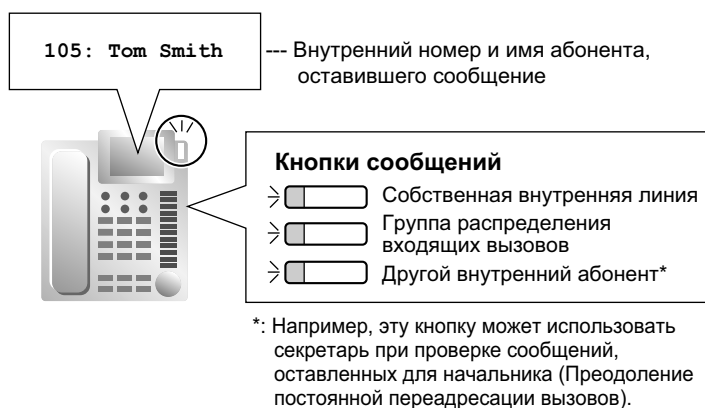 105: Tom Smith
--- Внутренний номер и имя абонента,
оставившего сообщение
Кнопки сообщений
Собственная внутренняя линия
Группа распределения
входящих вызовов
Другой внутренний абонент*
*: Например, эту кнопку может использовать
секретарь при проверке сообщений,
оставленных для начальника (Преодоление
постоянной переадресации вызовов).